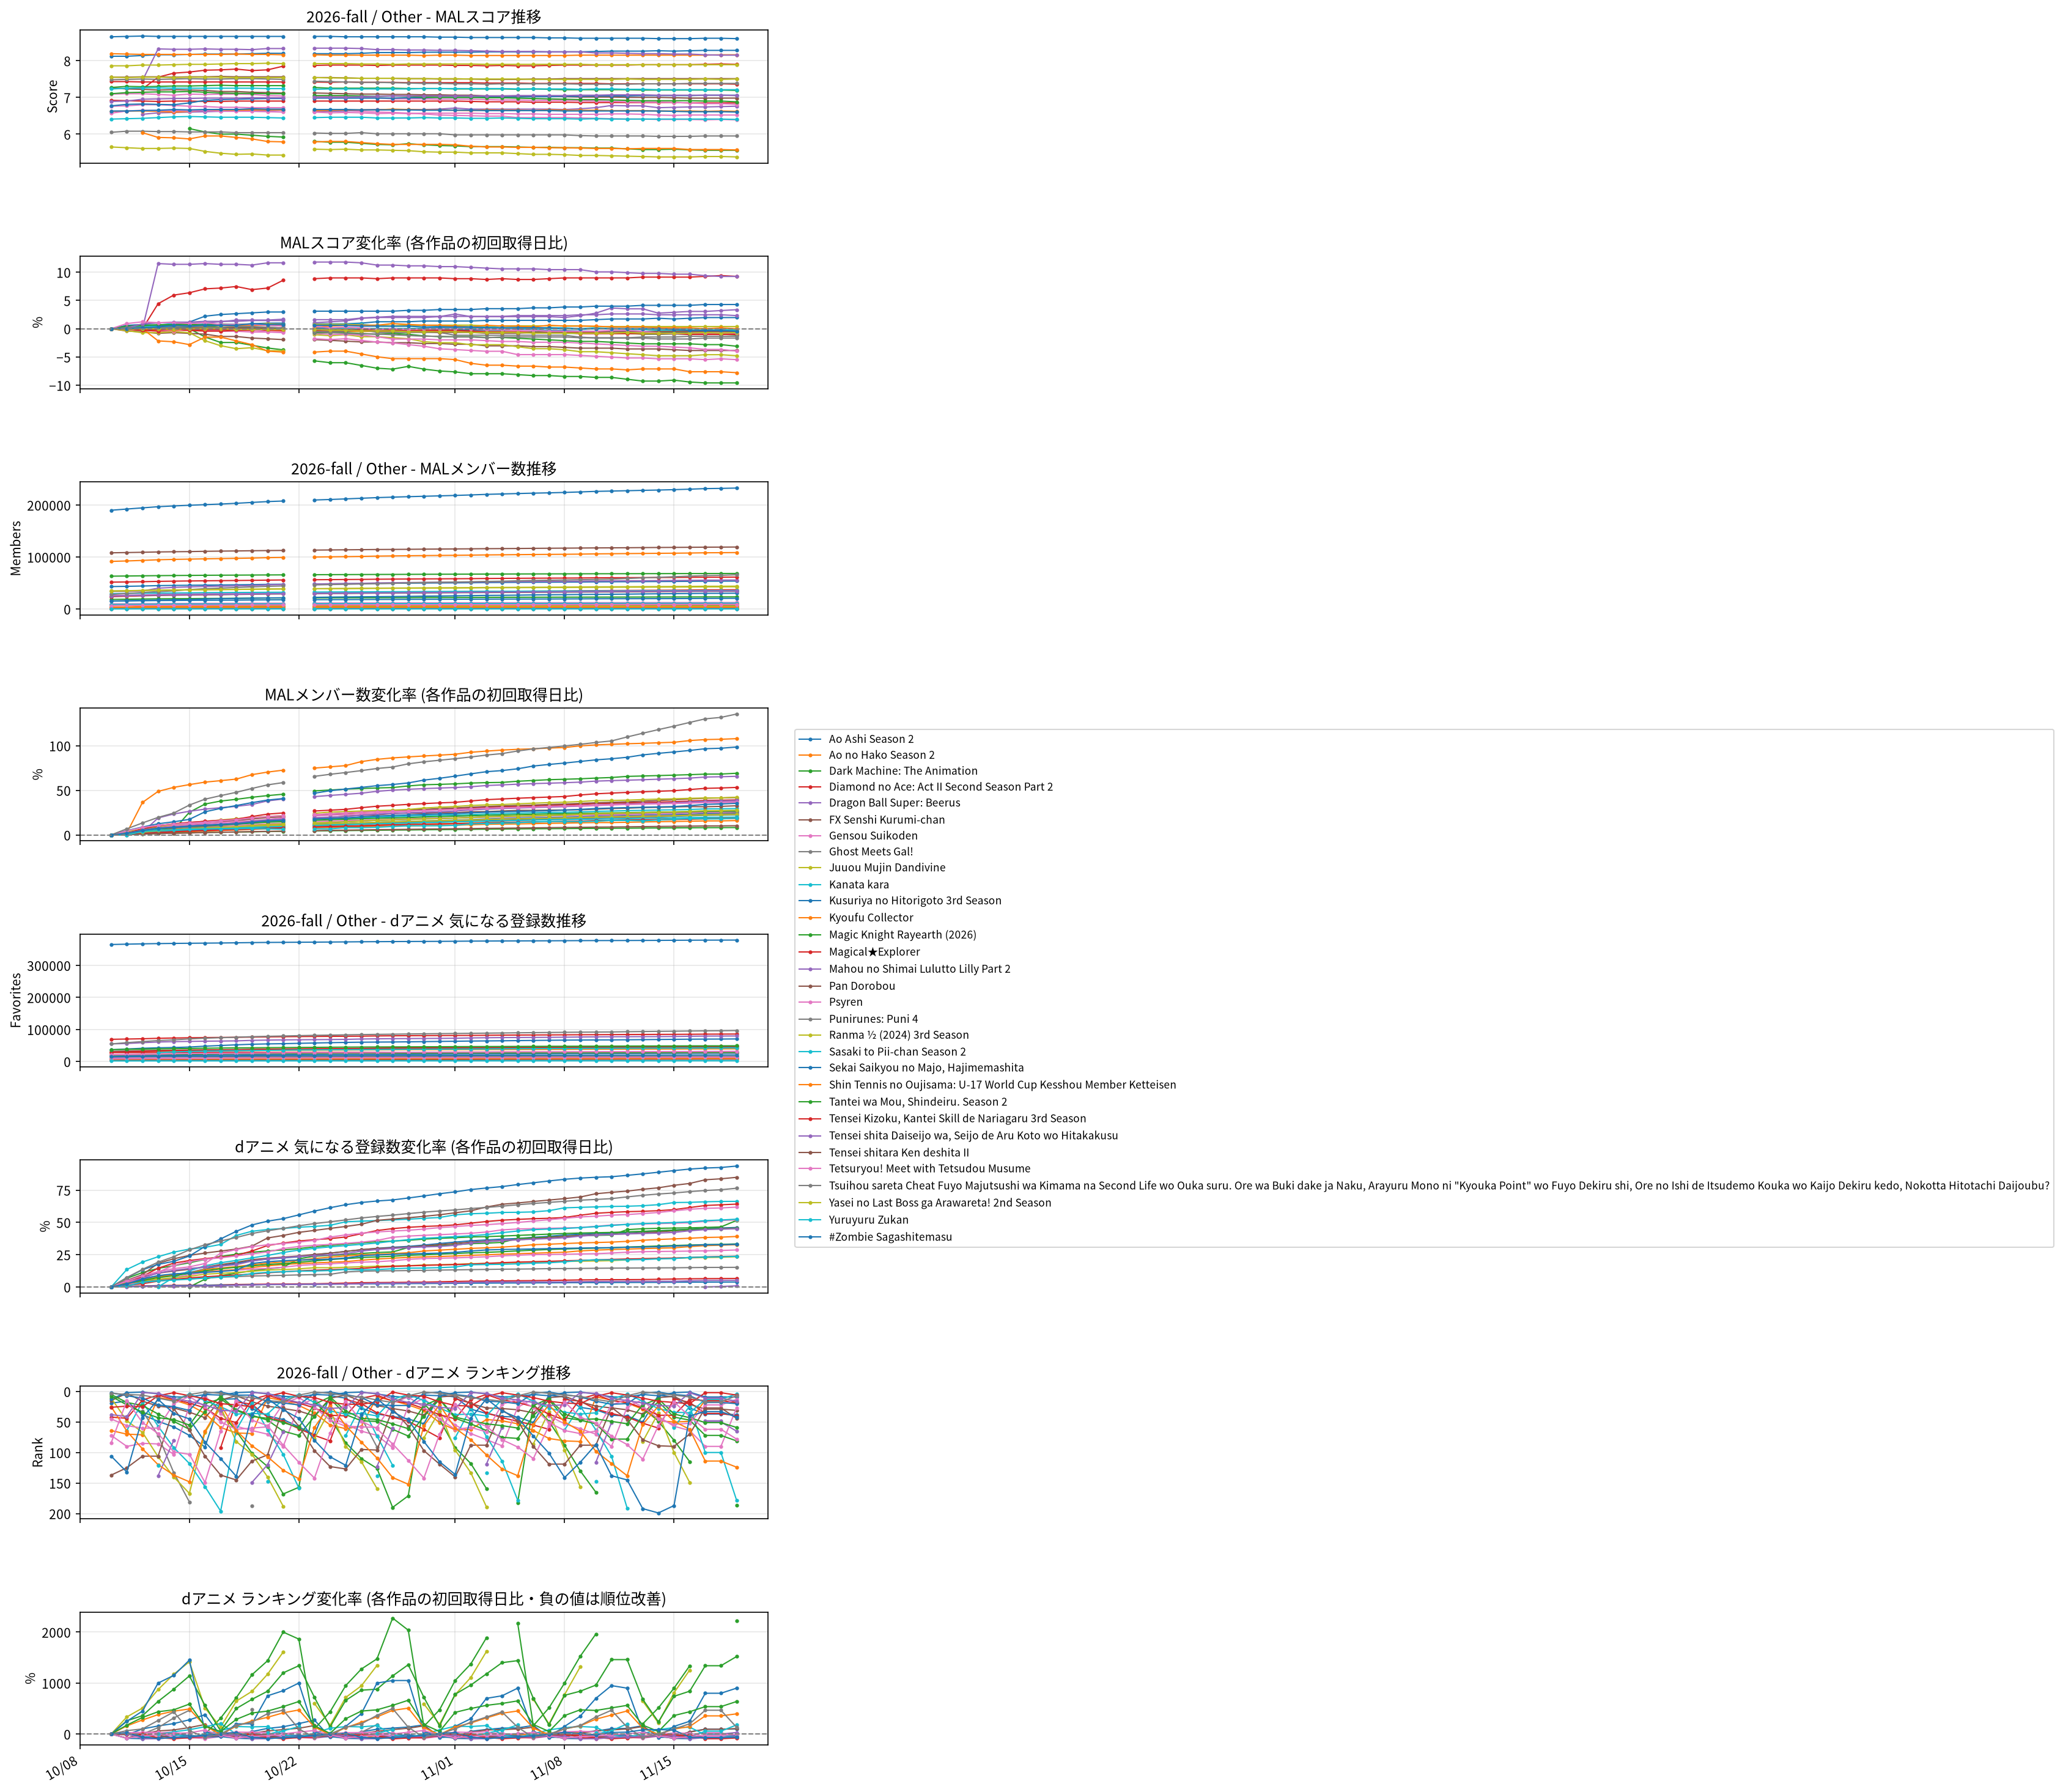 2026-fall / Other - MALスコア推移
8
7
6
Score
MALスコア変化率 (各作品の初回取得日比)
10
5
0
−5
−10
%
2026-fall / Other - MALメンバー数推移
200000
100000
0
Members
MALメンバー数変化率 (各作品の初回取得日比)
100
50
0
%
2026-fall / Other - dアニメ 気になる登録数推移
300000
200000
100000
0
Favorites
dアニメ 気になる登録数変化率 (各作品の初回取得日比)
75
50
25
0
%
2026-fall / Other - dアニメ ランキング推移
0
50
100
150
200
Rank
dアニメ ランキング変化率 (各作品の初回取得日比・負の値は順位改善)
2000
1000
0
%
10/08
10/15
10/22
11/01
11/08
11/15
Ao Ashi Season 2
Ao no Hako Season 2
Dark Machine: The Animation
Diamond no Ace: Act II Second Season Part 2
Dragon Ball Super: Beerus
FX Senshi Kurumi-chan
Gensou Suikoden
Ghost Meets Gal!
Juuou Mujin Dandivine
Kanata kara
Kusuriya no Hitorigoto 3rd Season
Kyoufu Collector
Magic Knight Rayearth (2026)
Magical★Explorer
Mahou no Shimai Lulutto Lilly Part 2
Pan Dorobou
Psyren
Punirunes: Puni 4
Ranma ½ (2024) 3rd Season
Sasaki to Pii-chan Season 2
Sekai Saikyou no Majo, Hajimemashita
Shin Tennis no Oujisama: U-17 World Cup Kesshou Member Ketteisen
Tantei wa Mou, Shindeiru. Season 2
Tensei Kizoku, Kantei Skill de Nariagaru 3rd Season
Tensei shita Daiseijo wa, Seijo de Aru Koto wo Hitakakusu
Tensei shitara Ken deshita II
Tetsuryou! Meet with Tetsudou Musume
Tsuihou sareta Cheat Fuyo Majutsushi wa Kimama na Second Life wo Ouka suru. Ore wa Buki dake ja Naku, Arayuru Mono ni "Kyouka Point" wo Fuyo Dekiru shi, Ore no Ishi de Itsudemo Kouka wo Kaijo Dekiru kedo, Nokotta Hitotachi Daijoubu?
Yasei no Last Boss ga Arawareta! 2nd Season
Yuruyuru Zukan
#Zombie Sagashitemasu